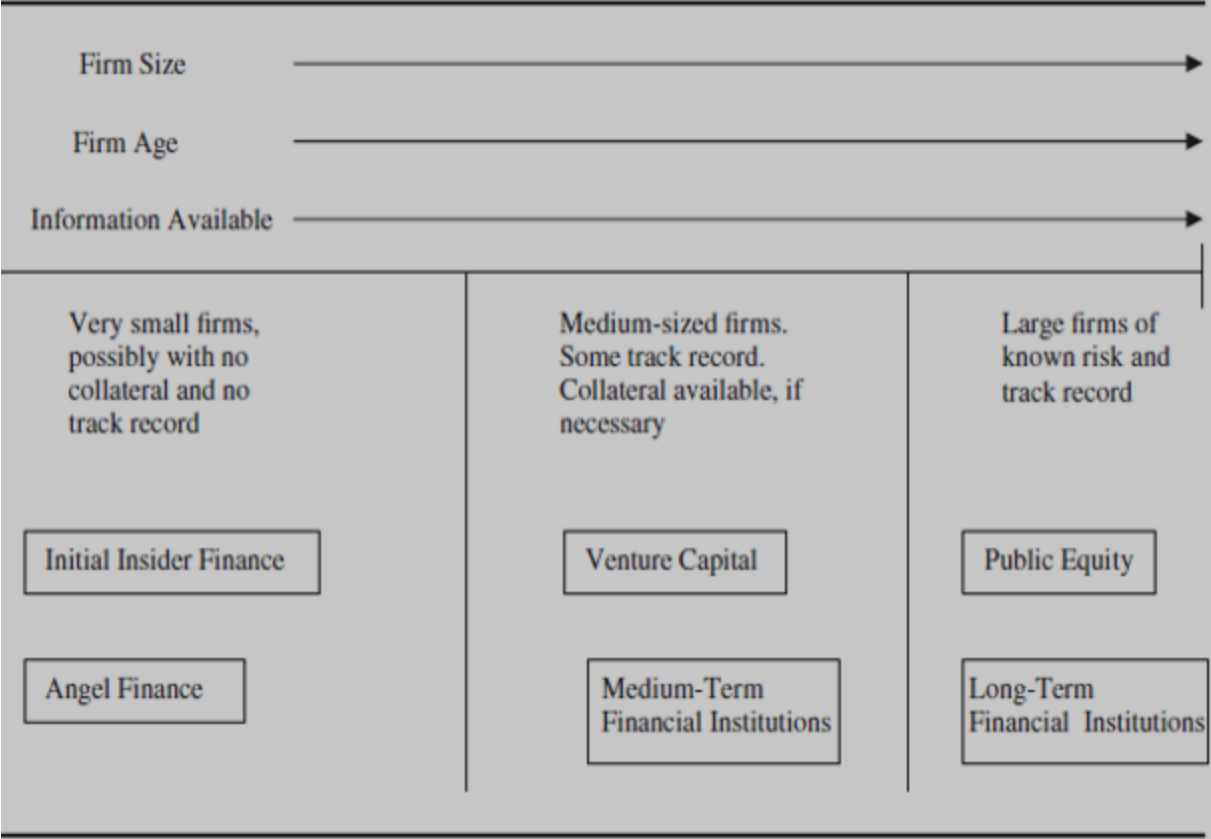 Firm Size
Firm Age
Information Available
Very small firms,
possibly with no
collateral and no
track record
Medium-sized firms.
Some track record.
Collateral available, if
necessary
Large firms of
known risk and
track record
Initial Insider Finance
Venture Capital
Public Equity
Angel Finance
Medium-Term
Financial Institutions
Long-Term
Financial Institutions